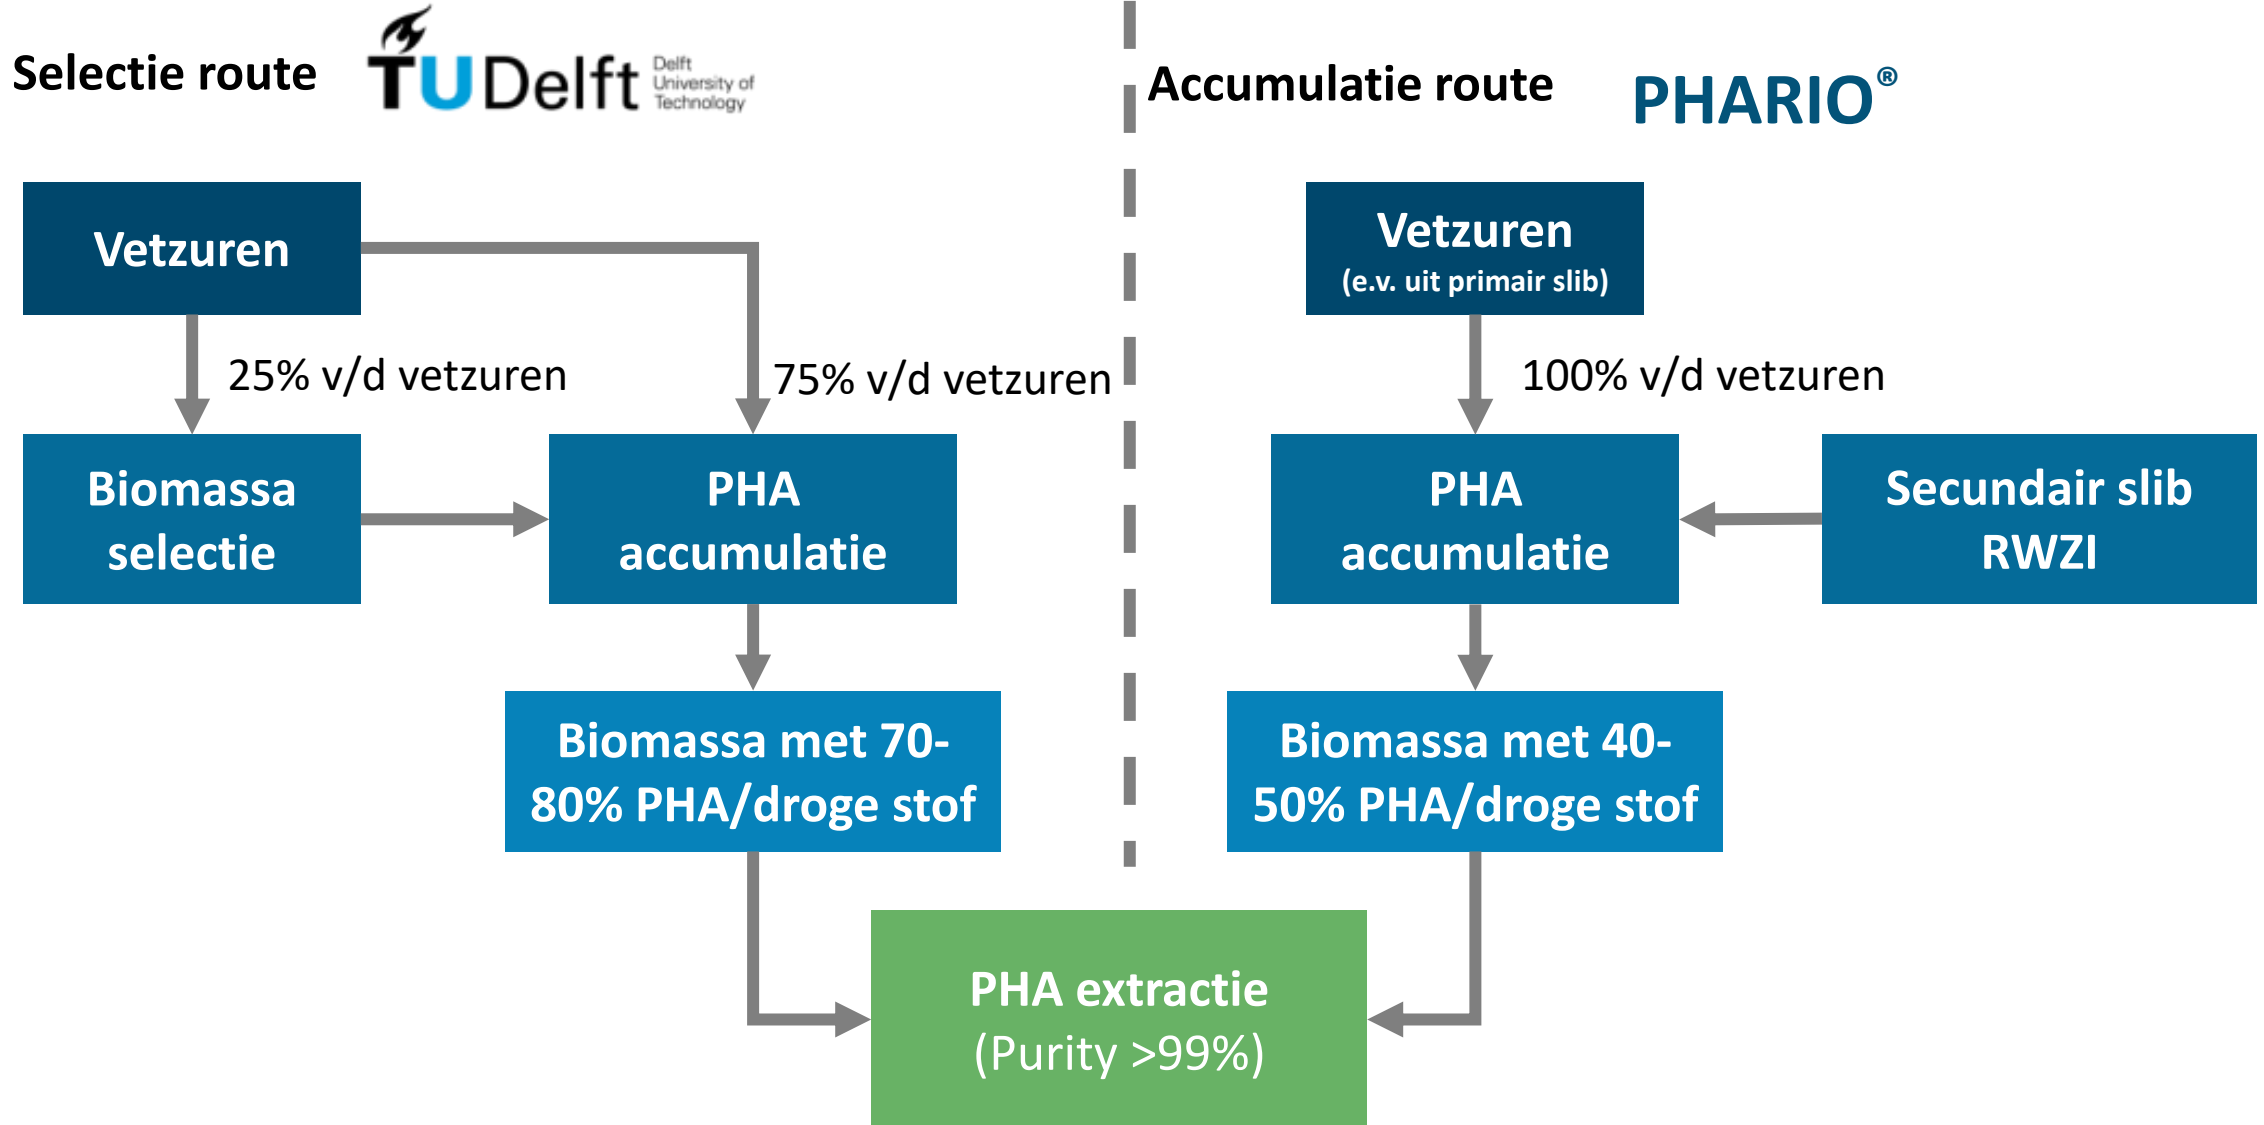 Selectie route
TUDelft
Delft
University of
Technology
Vetzuren
25% v/d vetzuren
75% v/d vetzuren
Biomassa
selectie
PHA
accumulatie
Biomassa met 70-
80% PHA/droge stof
Accumulatie route
PHARIO®
Vetzuren
(e.v. uit primair slib)
100% v/d vetzuren
PHA
accumulatie
Secundair slib
RWZI
Biomassa met 40-
50% PHA/droge stof
PHA extractie
(Purity >99%)